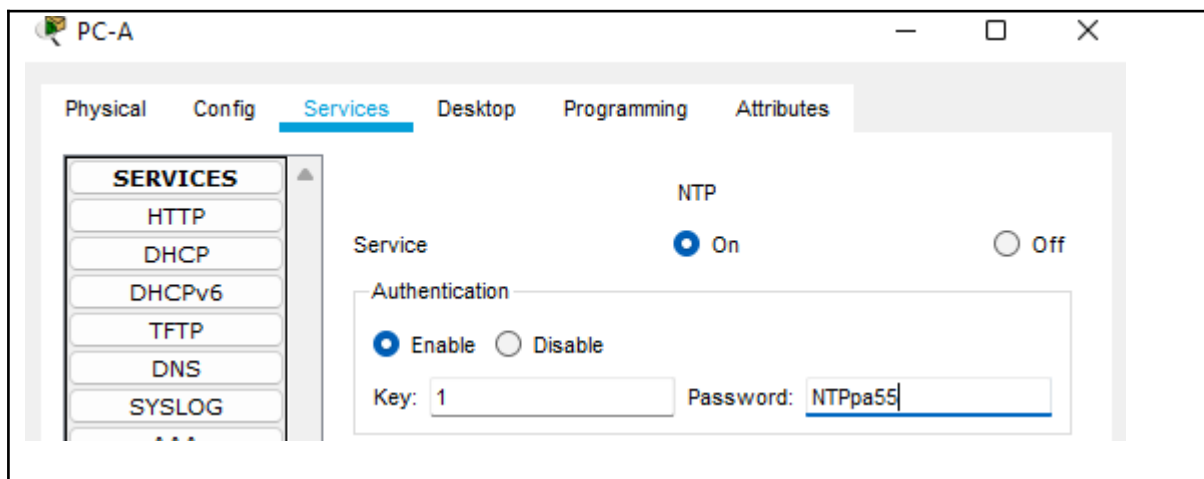 PC-A
Physical Config Services Desktop Programming Attributes
SERVICES
HTTP
DHCP
DHCPv6
TFTP
DNS
SYSLOG
NTP
Service On Off
Authentication
Enable Disable
Key: 1 Password: NTPpa55